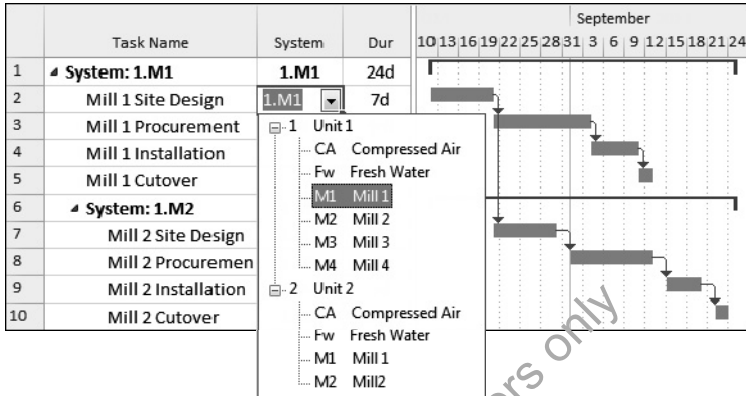 September
Task Name System Dur 10 13 16 19 22 25 28 31 3 6 9 12 15 18 21 24
1 System: 1.M1 1.M1 24d
2 Mill 1 Site Design 1.M1 7d
3 Mill 1 Procurement
4 Mill 1 Installation
5 Mill 1 Cutover
6 System: 1.M2
7 Mill 2 Site Design
8 Mill 2 Procuremen
9 Mill 2 Installation
10 Mill 2 Cutover
1 Unit 1
CA Compressed Air
Fw Fresh Water
M1 Mill 1
M2 Mill 2
M3 Mill 3
M4 Mill 4
2 Unit 2
CA Compressed Air
Fw Fresh Water
M1 Mill 1
M2 Mill2
only